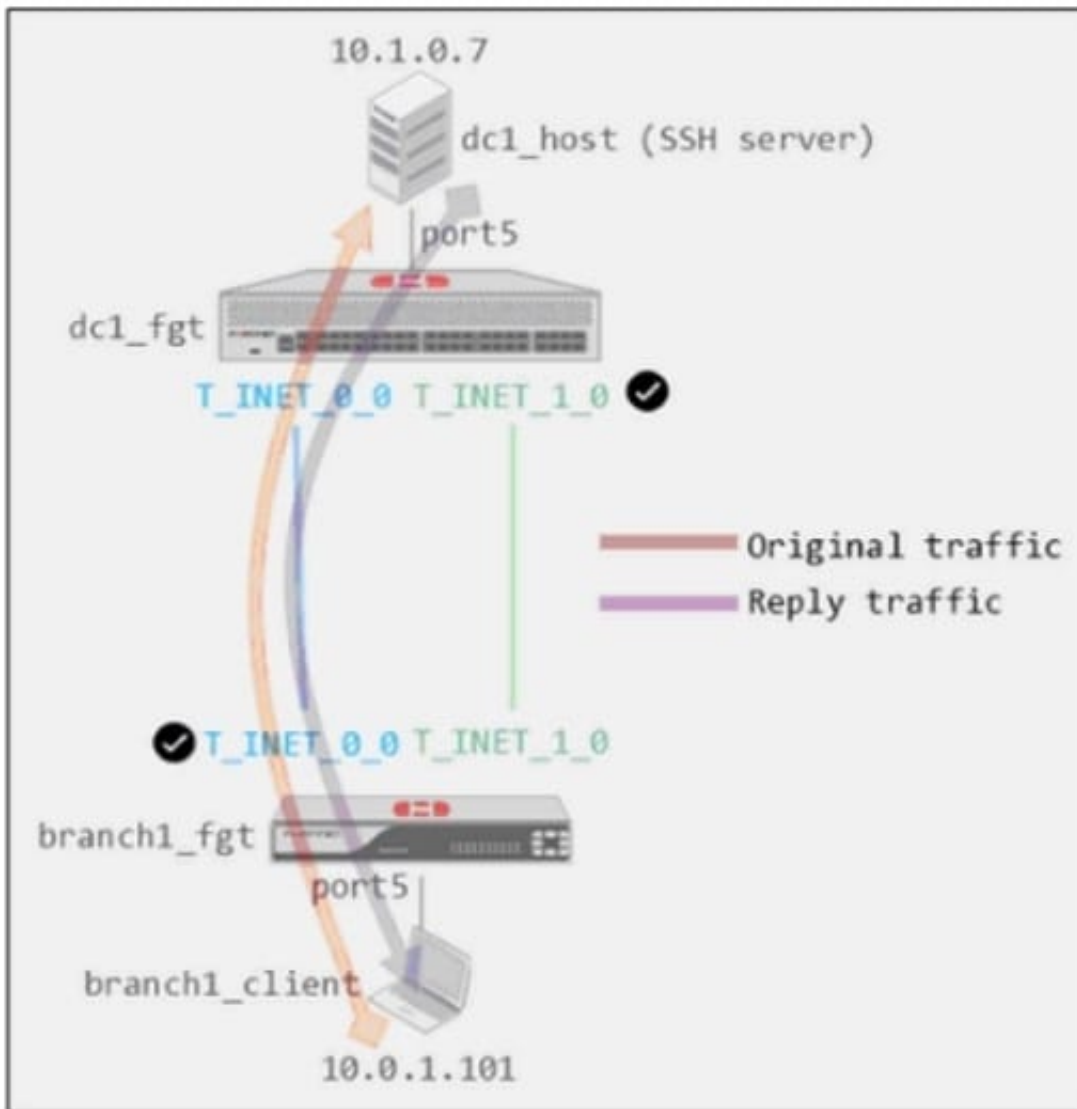 10.1.0.7
dc1_host (SSH server)
port5
dc1_fgt
T_INET_0_0 T_INET_1_0
Original traffic
Reply traffic
T_INET_0_0 T_INET_1_0
branch1_fgt
port5
branch1_client
10.0.1.101